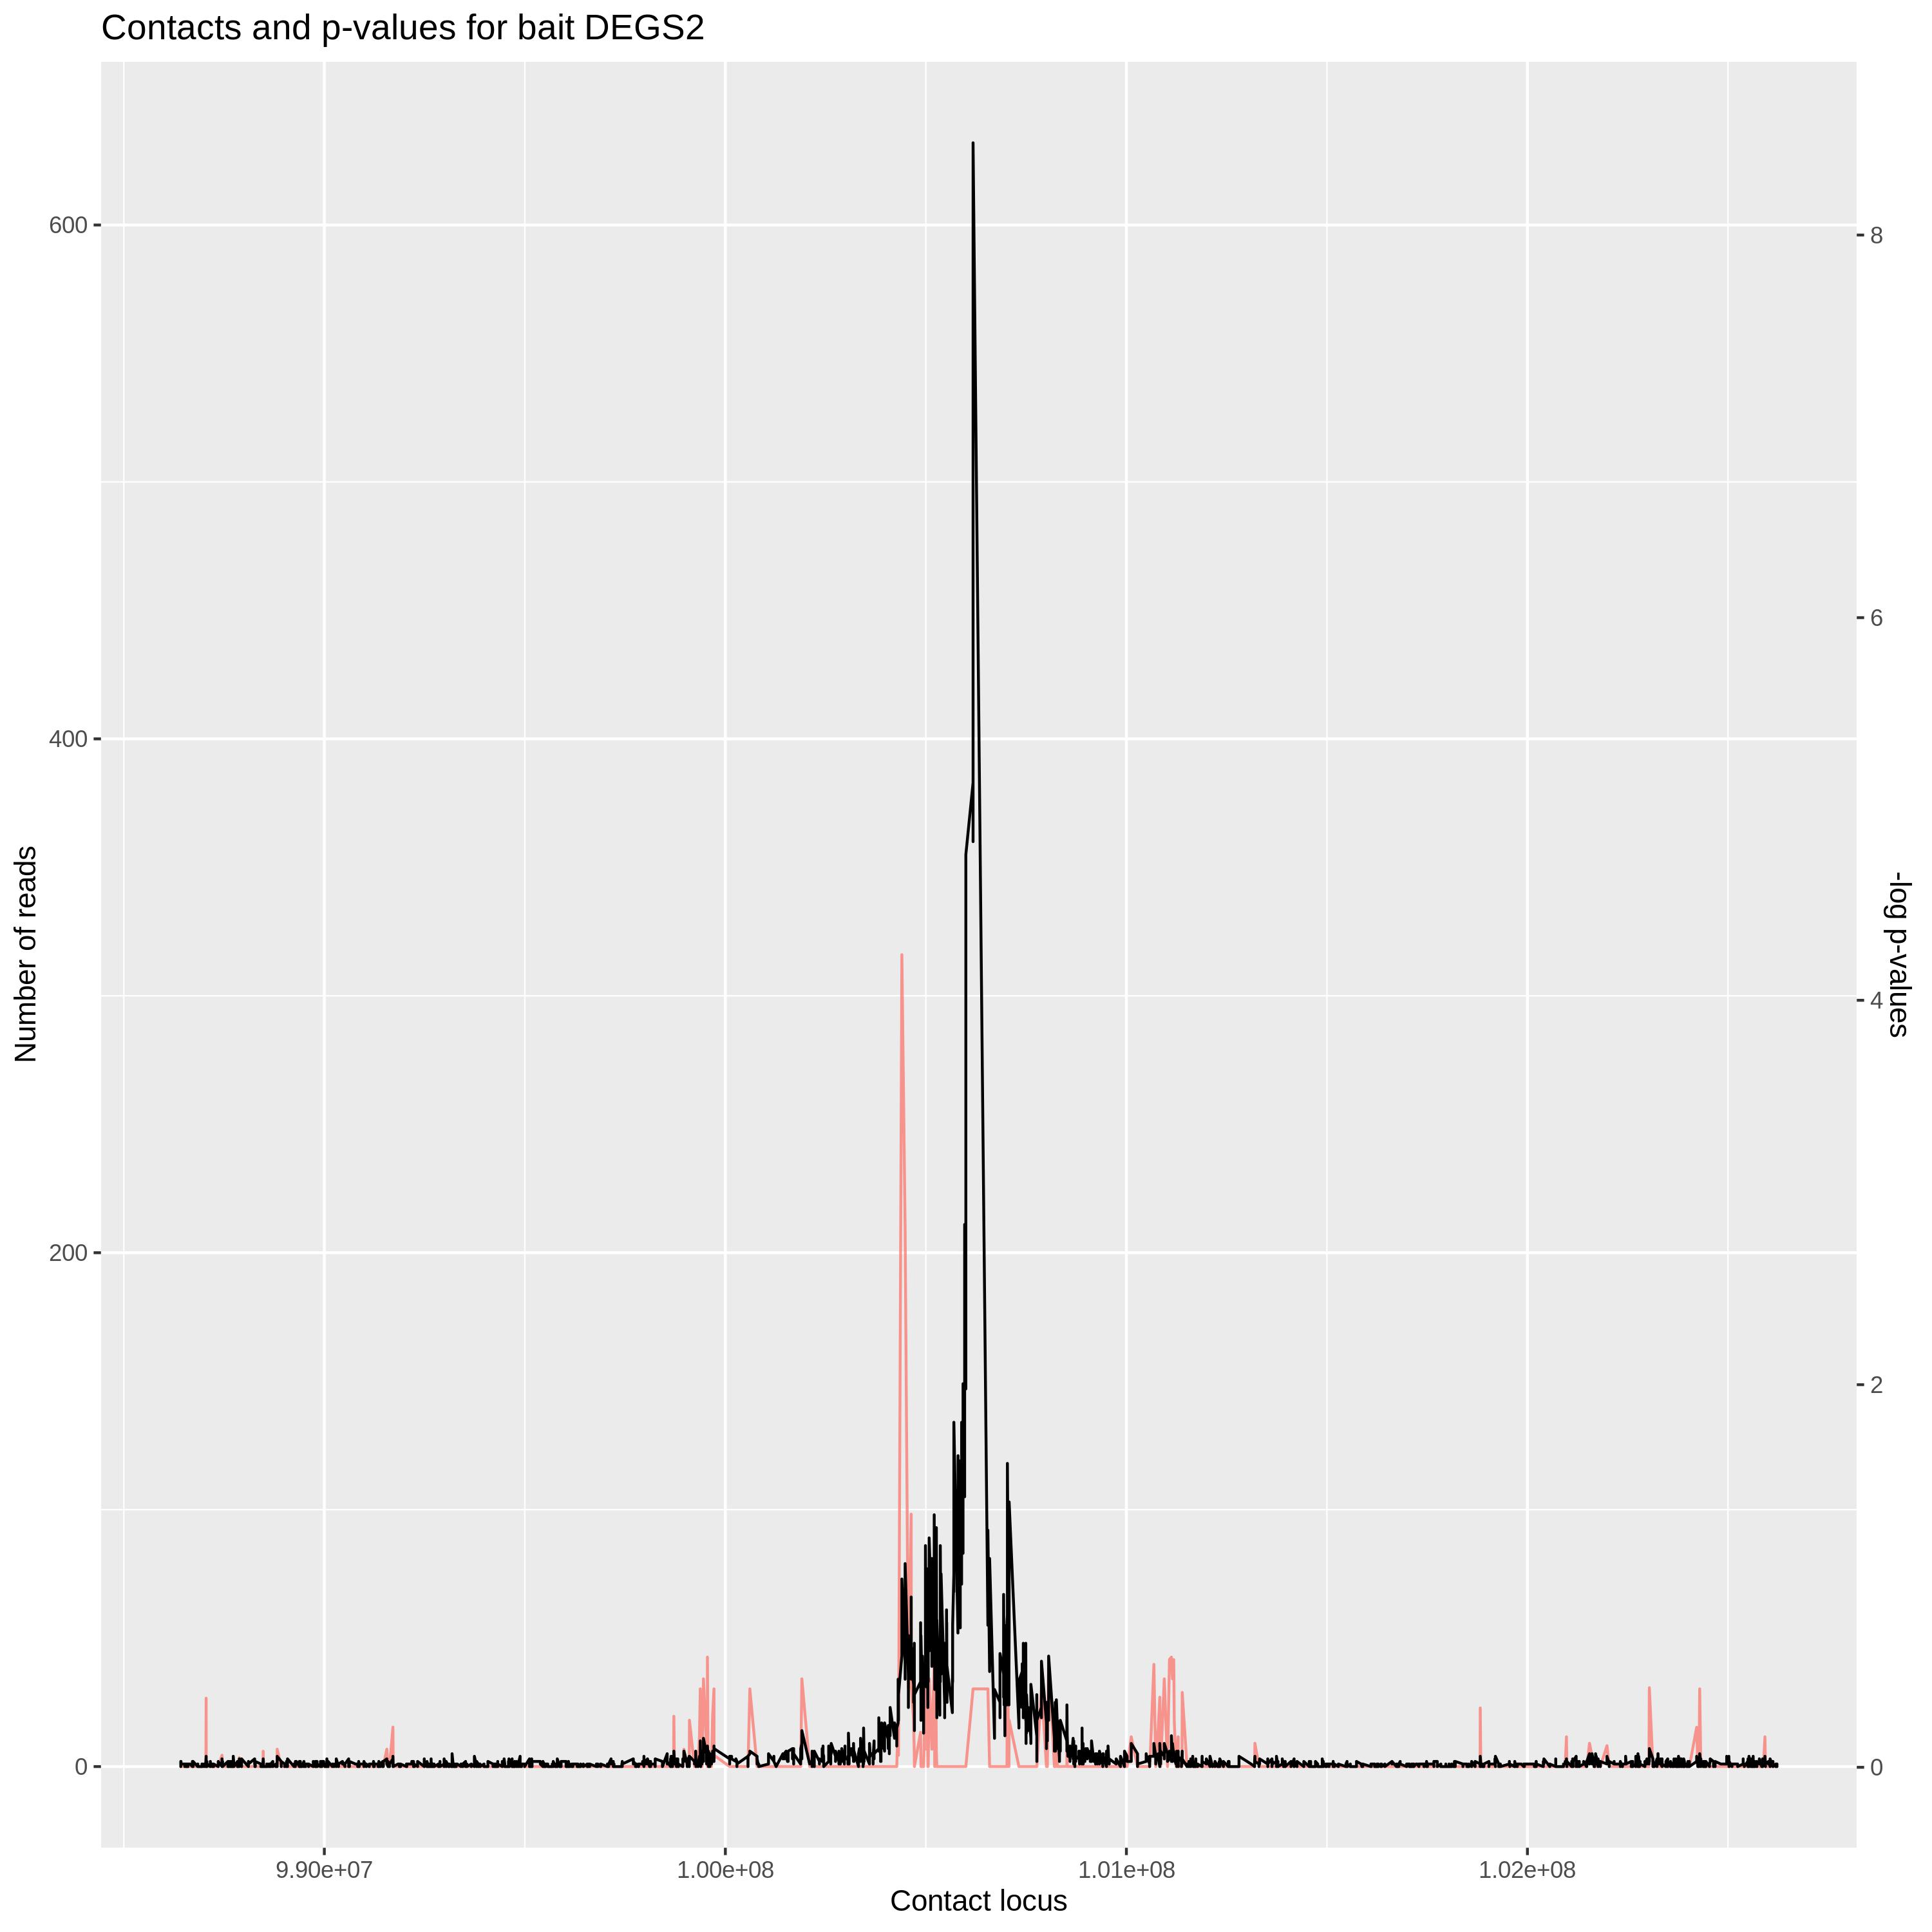 Contacts and p-values for bait DEGS2
Number of reads
600
400
200
0
8
6
4
2
0
-log p-values
9.90e+07
1.00e+08
1.01e+08
1.02e+08
Contact locus